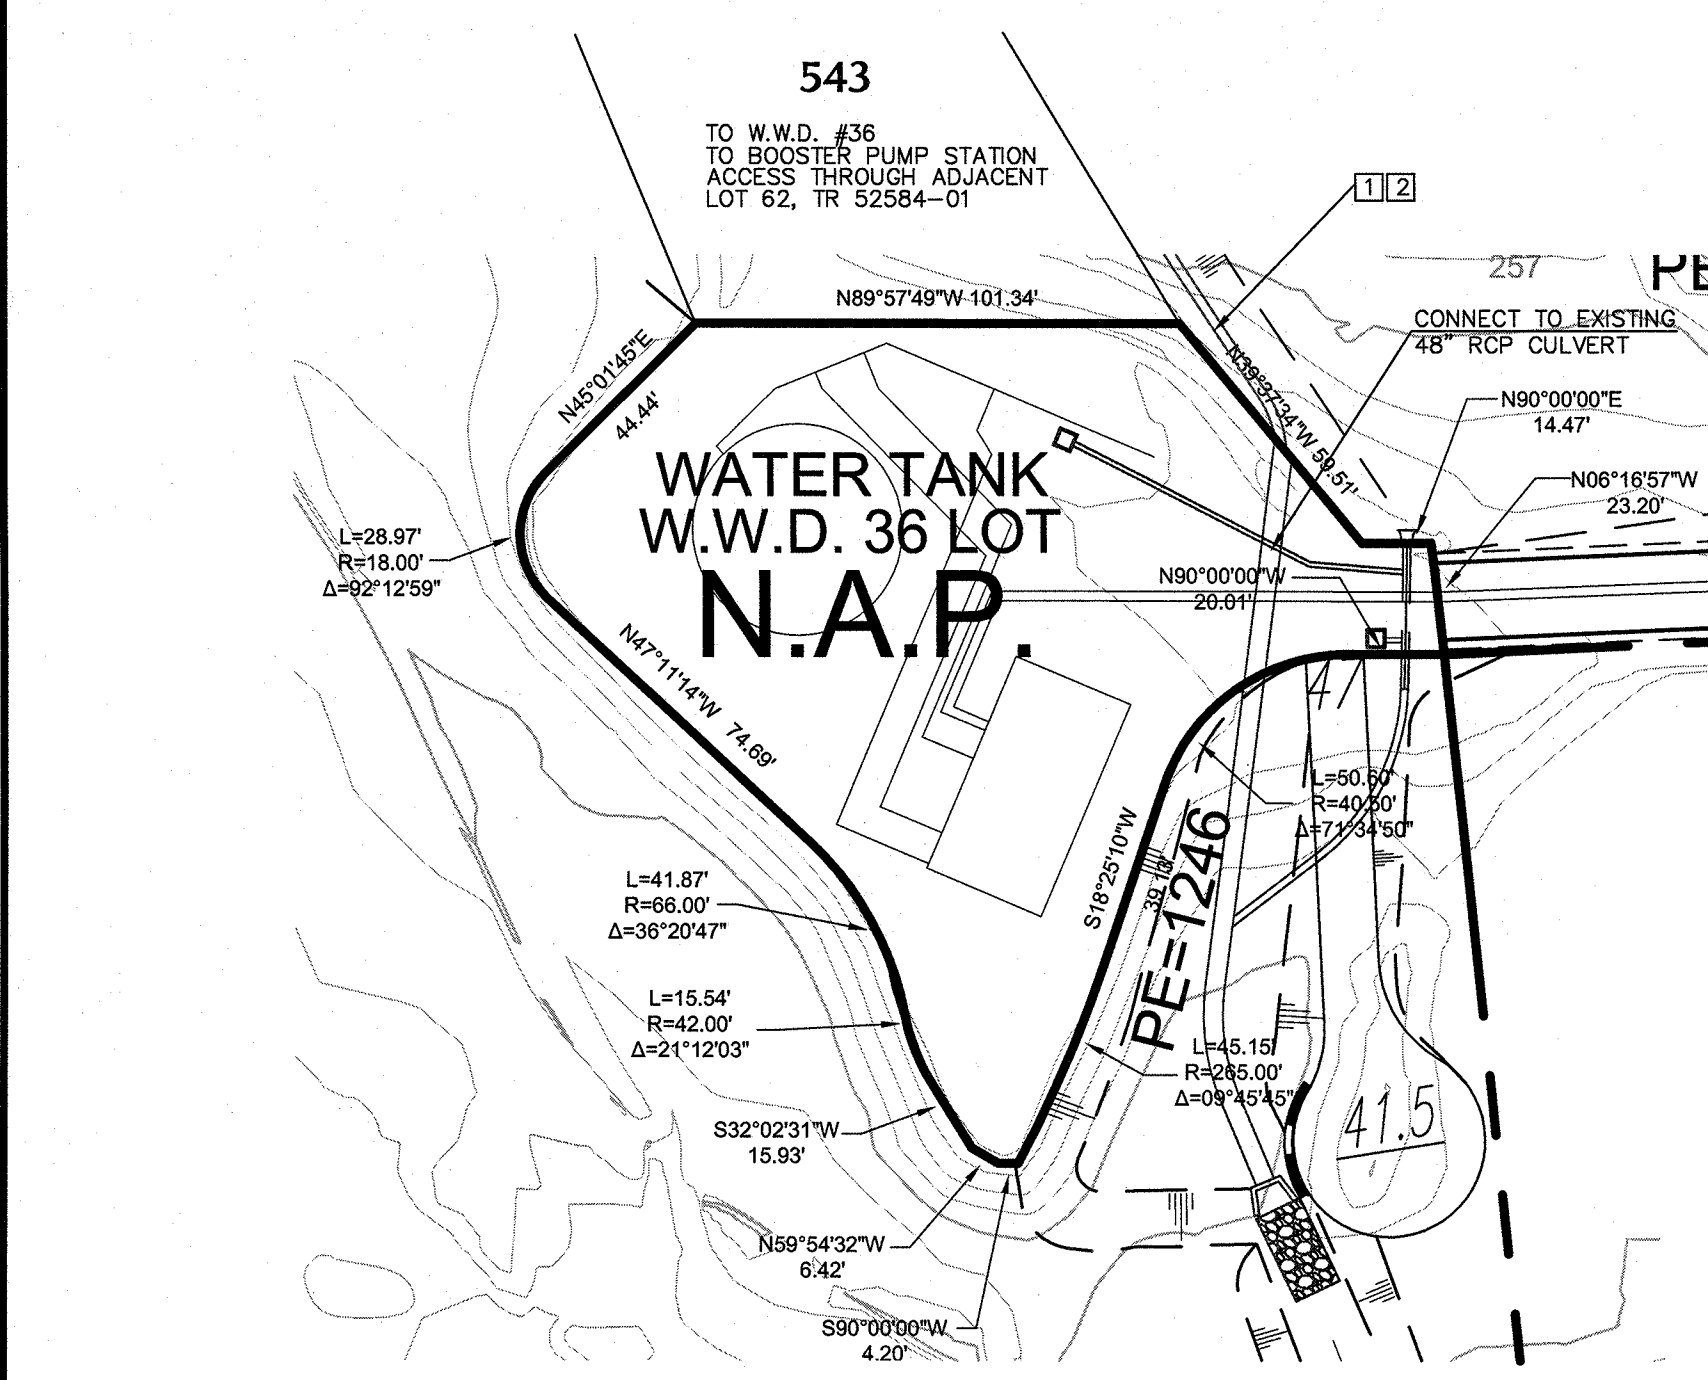 543
TO W.W.D. #36
TO BOOSTER PUMP STATION
ACCESS THROUGH ADJACENT
LOT 62, TR 52584-01
1 2
257
PE
N89°57'49"W 101.34'
CONNECT TO EXISTING
48" RCP CULVERT
N45°01'45"E
44.44'
N39°37'34"W 59.51'
N90°00'00"E
14.47'
WATER TANK
W.W.D. 36 LOT
N.A.P.
N06°16'57"W
23.20'
L=28.97'
R=18.00'
Δ=92°12'59"
N90°00'00"W
20.01'
N47°11'14"W 74.69'
4
L=50.60'
R=40.50'
Δ=71°34'50"
S18°25'10"W
39.13'
PE=1246
L=41.87'
R=66.00'
Δ=36°20'47"
L=15.54'
R=42.00'
Δ=21°12'03"
L=45.15'
R=265.00'
Δ=09°45'45"
S32°02'31"W
15.93'
41.5
N59°54'32"W
6.42'
S90°00'00"W
4.20'